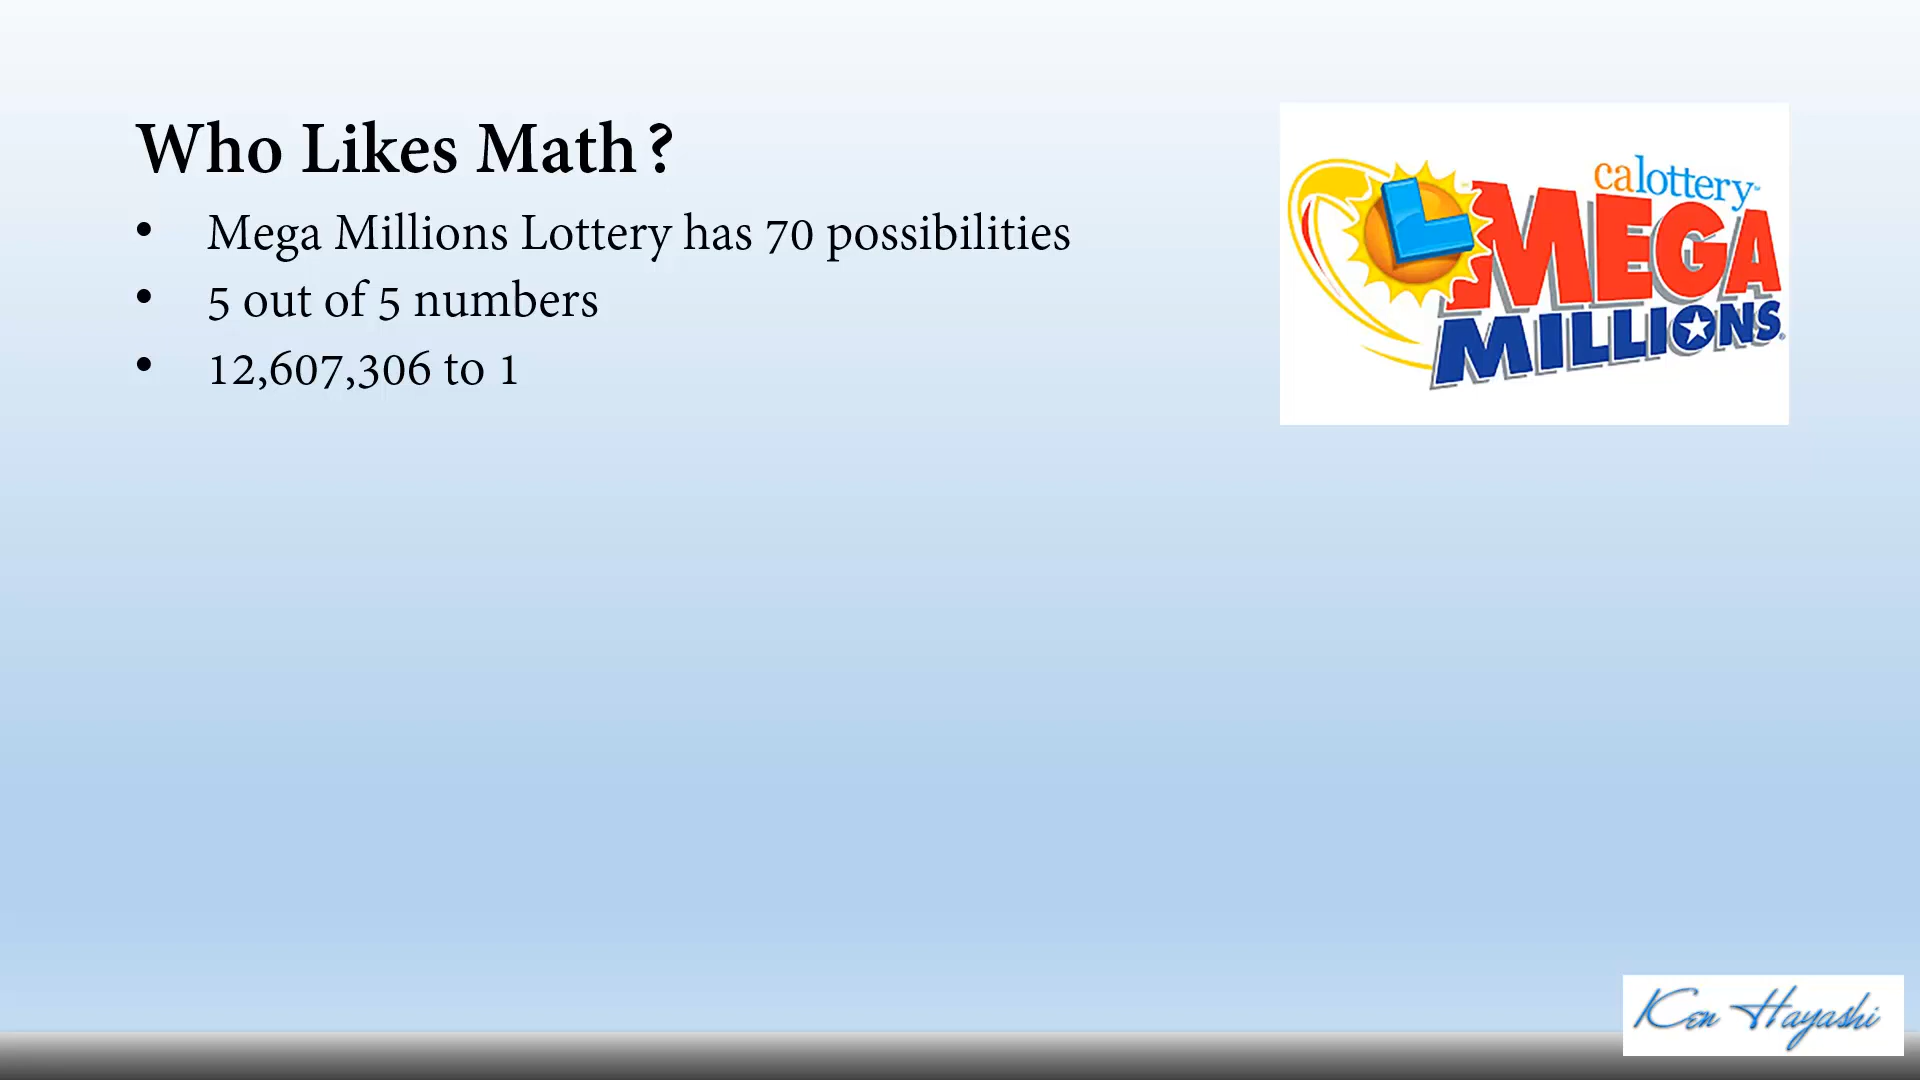 Who Likes Math?
• Mega Millions Lottery has 70 possibilities
• 5 out of 5 numbers
• 12,607,306 to 1
calottery™
MEGA
MILLIONS®
Ken Hayashi